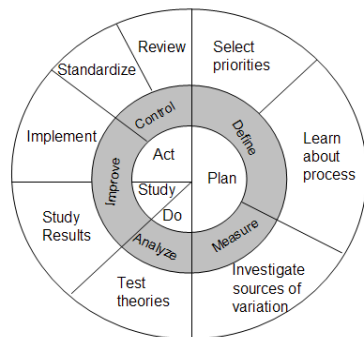 Review
Select
priorities
Standardize
Control
Define
Implement
Learn
about
process
Act
Plan
Improve
Study
Do
Study
Results
Analyze
Measure
Test
theories
Investigate
sources of
variation